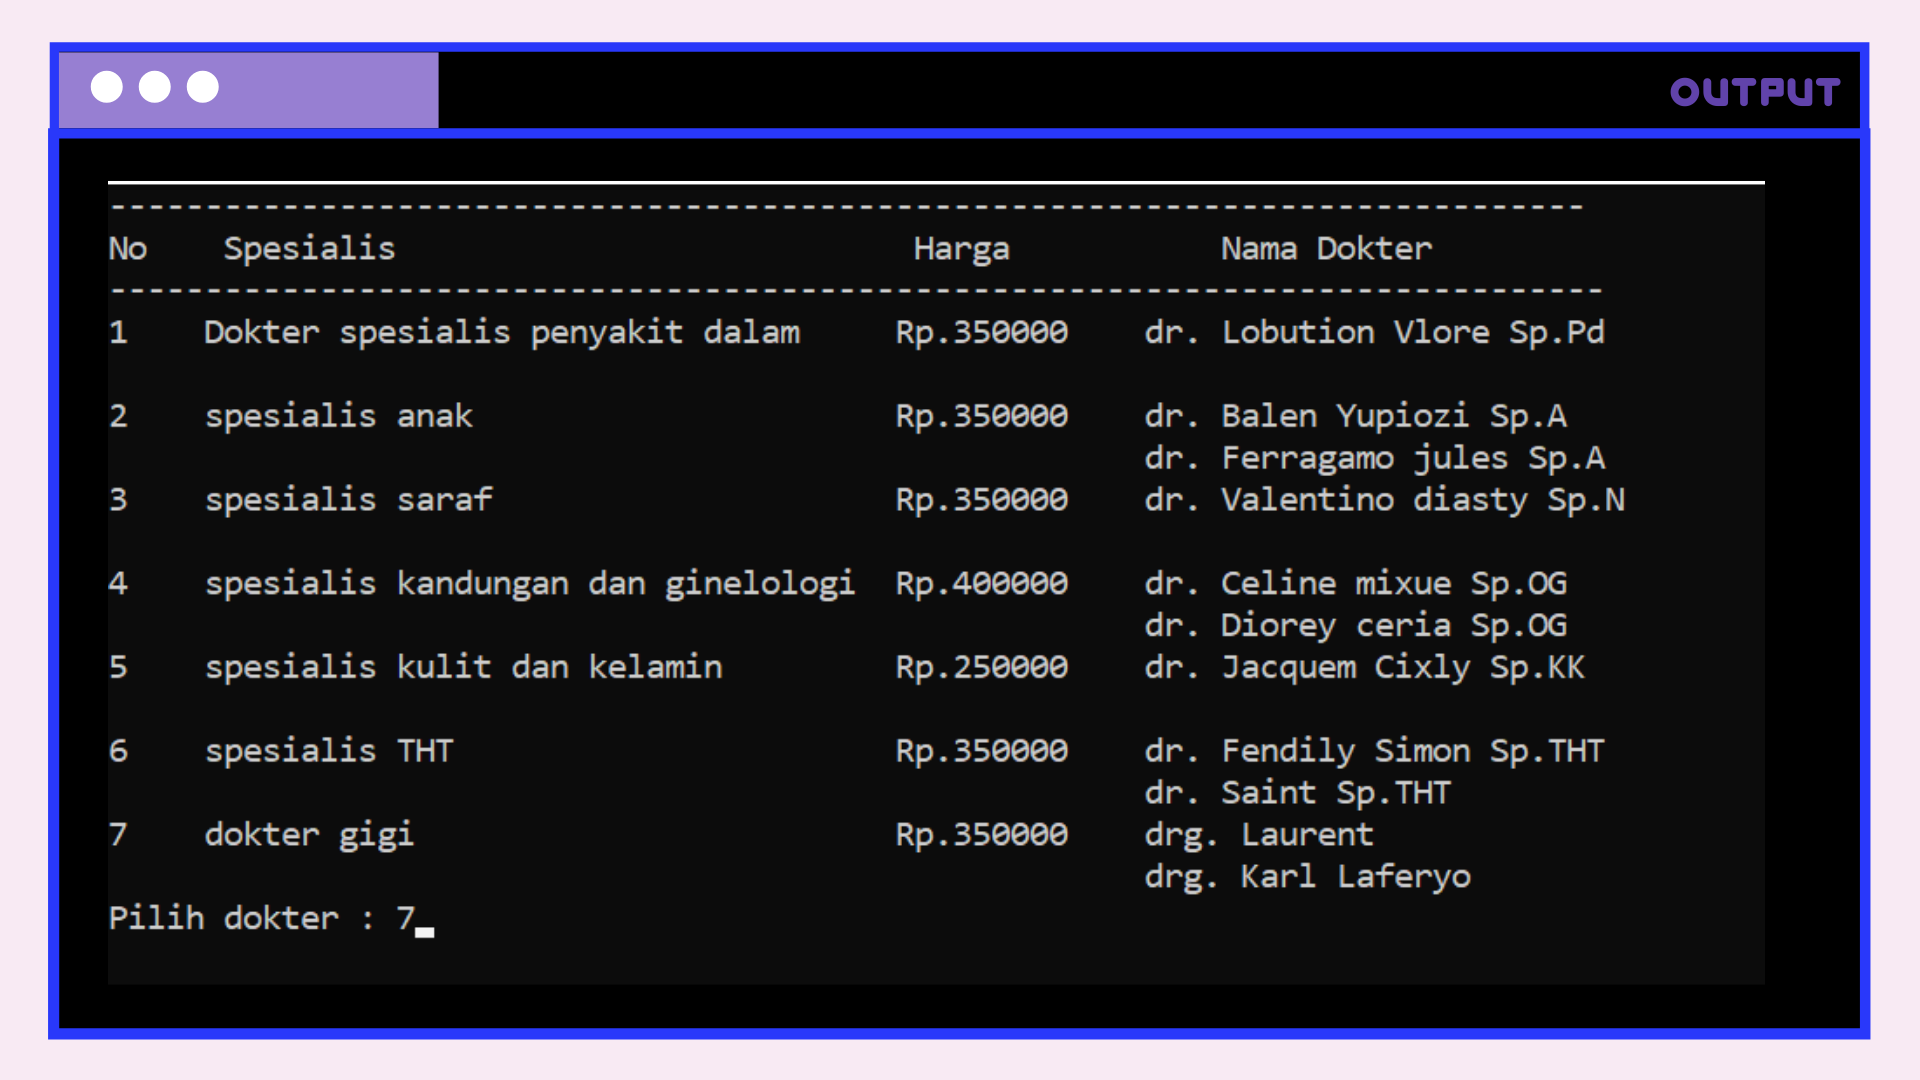 OUTPUT
--------------------------------------------------------------------------------
No    Spesialis                           Harga           Nama Dokter
--------------------------------------------------------------------------------
1    Dokter spesialis penyakit dalam     Rp.350000    dr. Lobution Vlore Sp.Pd
2    spesialis anak                      Rp.350000    dr. Balen Yupiozi Sp.A
dr. Ferragamo jules Sp.A
3    spesialis saraf                     Rp.350000    dr. Valentino diasty Sp.N
4    spesialis kandungan dan ginelologi  Rp.400000    dr. Celine mixue Sp.OG
dr. Diorey ceria Sp.OG
5    spesialis kulit dan kelamin         Rp.250000    dr. Jacquem Cixly Sp.KK
6    spesialis THT                       Rp.350000    dr. Fendily Simon Sp.THT
dr. Saint Sp.THT
7    dokter gigi                         Rp.350000    drg. Laurent
drg. Karl Laferyo
Pilih dokter : 7